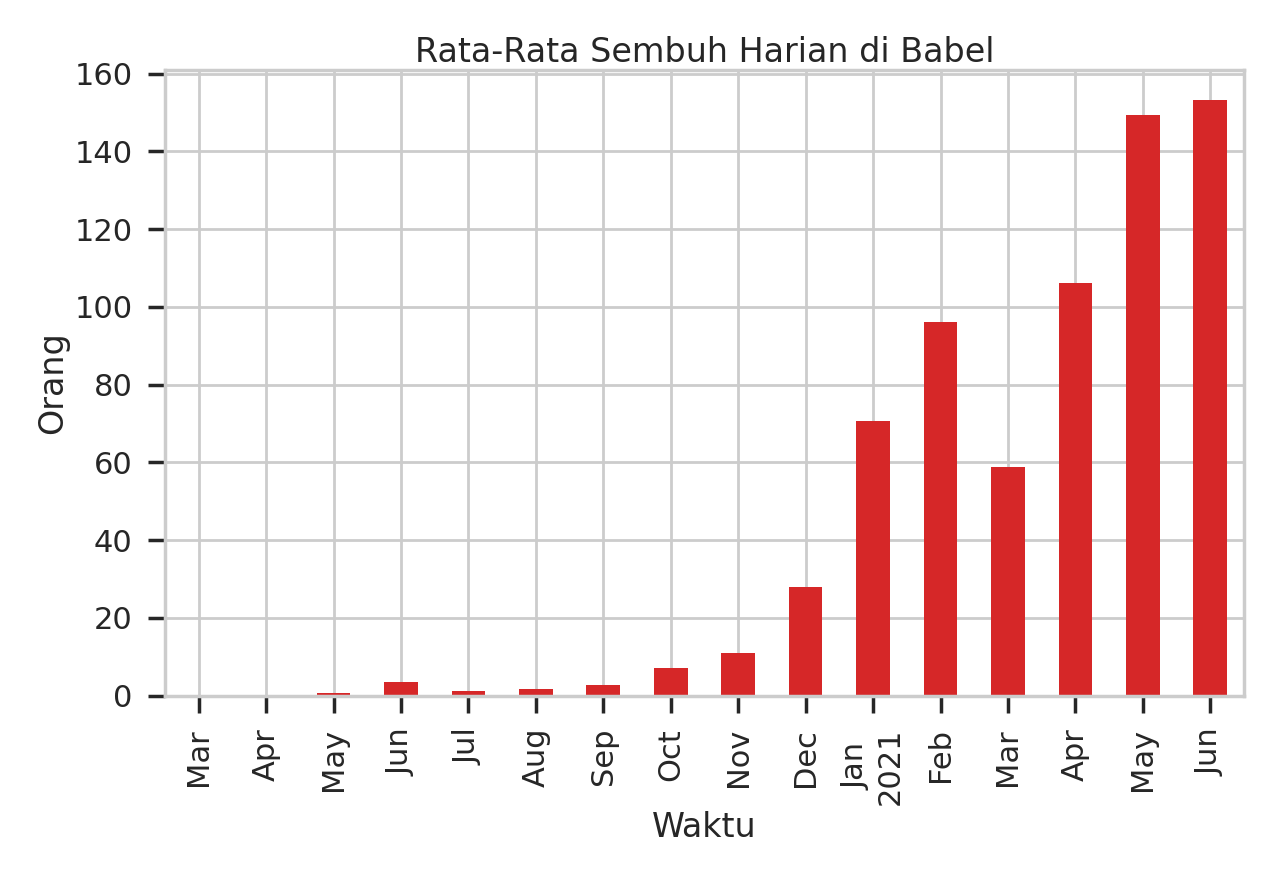 Rata-Rata Sembuh Harian di Babel
160
140
120
100
80
60
40
20
0
Orang
Mar
Apr
May
Jun
Jul
Aug
Sep
Oct
Nov
Dec
Jan
2021
Feb
Mar
Apr
May
Jun
Waktu